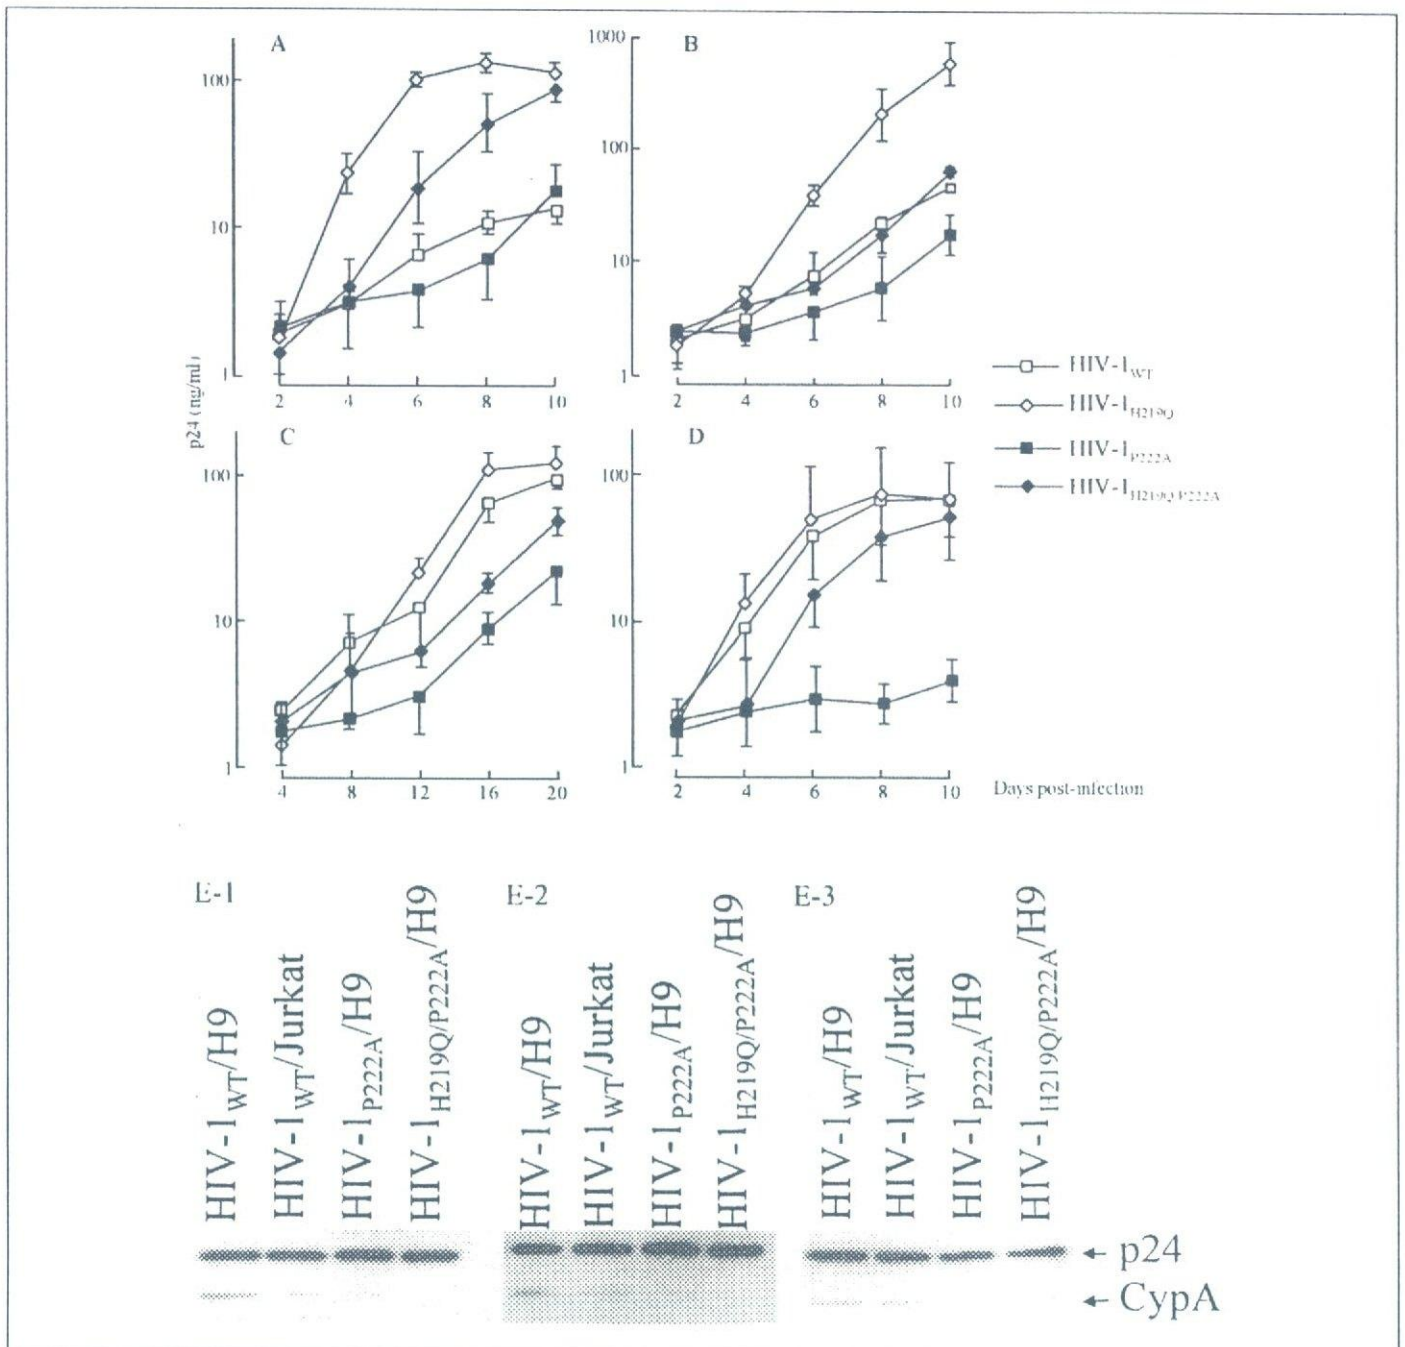 A
B
100
10
1
1000
100
10
1
2 4 6 8 10
2 4 6 8 10
p24 (ng/ml)
HIV-1WT
HIV-1H219Q
HIV-1P222A
HIV-1H219Q/P222A
C
D
100
10
1
100
10
1
4 8 12 16 20
2 4 6 8 10
Days post-infection
E-1
HIV-1WT/H9
HIV-1WT/Jurkat
HIV-1P222A/H9
HIV-1H219Q/P222A/H9
E-2
HIV-1WT/H9
HIV-1WT/Jurkat
HIV-1P222A/H9
HIV-1H219Q/P222A/H9
E-3
HIV-1WT/H9
HIV-1WT/Jurkat
HIV-1P222A/H9
HIV-1H219Q/P222A/H9
← p24
← CypA